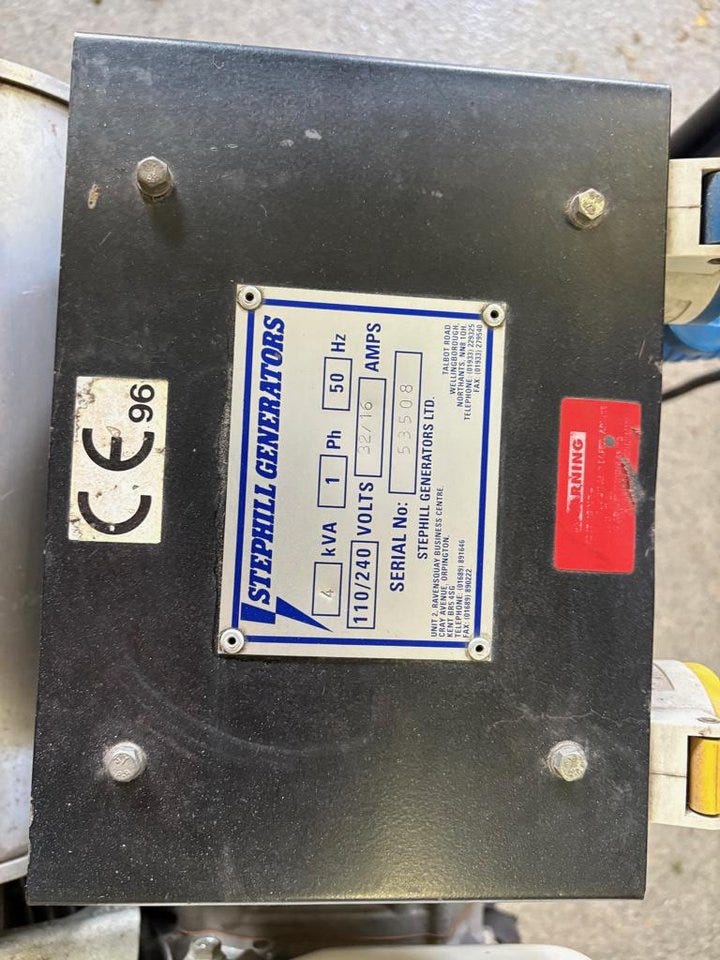 CE
96
STEPHILL GENERATORS
4 kVA 1 Ph 50 Hz
110/240 VOLTS 32/16 AMPS
SERIAL No: 53508
STEPHILL GENERATORS LTD.
UNIT 2, RAVENSQUAY BUSINESS CENTRE,
CRAY AVENUE, ORPINGTON,
KENT BR5 4SG
TELEPHONE: (01689) 891646
FAX: (01689) 890222
TALBOT ROAD,
WELLINGBOROUGH,
NORTHANTS, NN8 1QH.
TELEPHONE: (01933) 229325
FAX: (01933) 279540